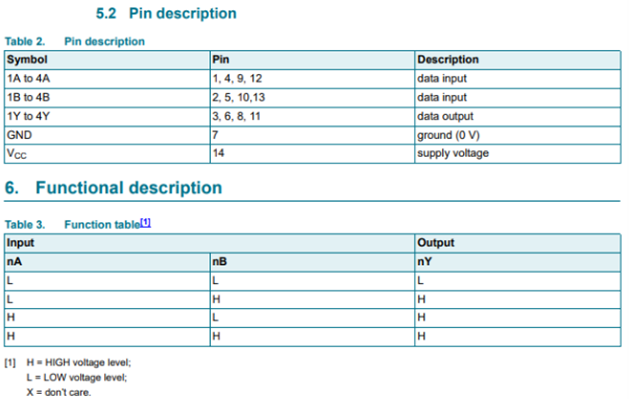 5.2 Pin description
Table 2. Pin description
Symbol Pin Description
1A to 4A 1, 4, 9, 12 data input
1B to 4B 2, 5, 10,13 data input
1Y to 4Y 3, 6, 8, 11 data output
GND 7 ground (0 V)
VCC 14 supply voltage
6. Functional description
Table 3. Function table[1]
Input Output
nA nB nY
L L L
L H H
H L H
H H H
[1] H = HIGH voltage level;
L = LOW voltage level;
X = don't care.